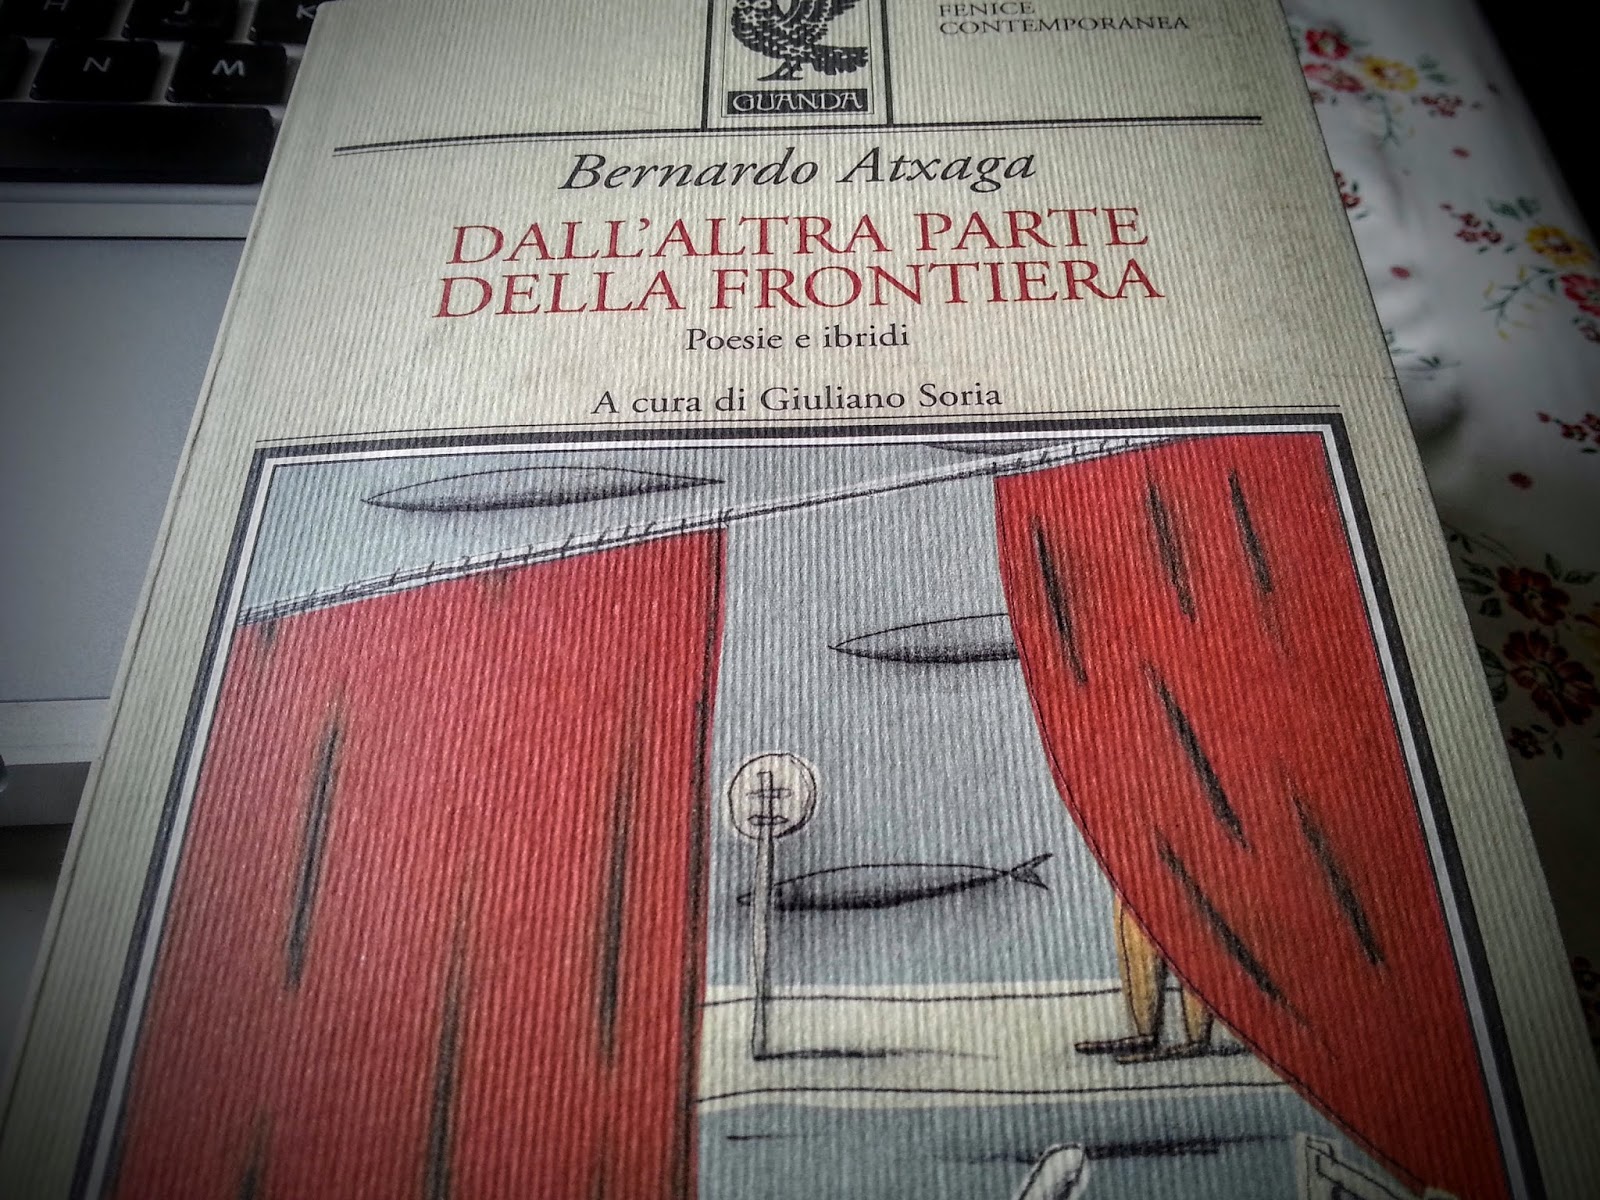 H J K
N M
FENICE
CONTEMPORANEA
GUANDA
Bernardo Atxaga
DALL'ALTRA PARTE
DELLA FRONTIERA
Poesie e ibridi
A cura di Giuliano Soria